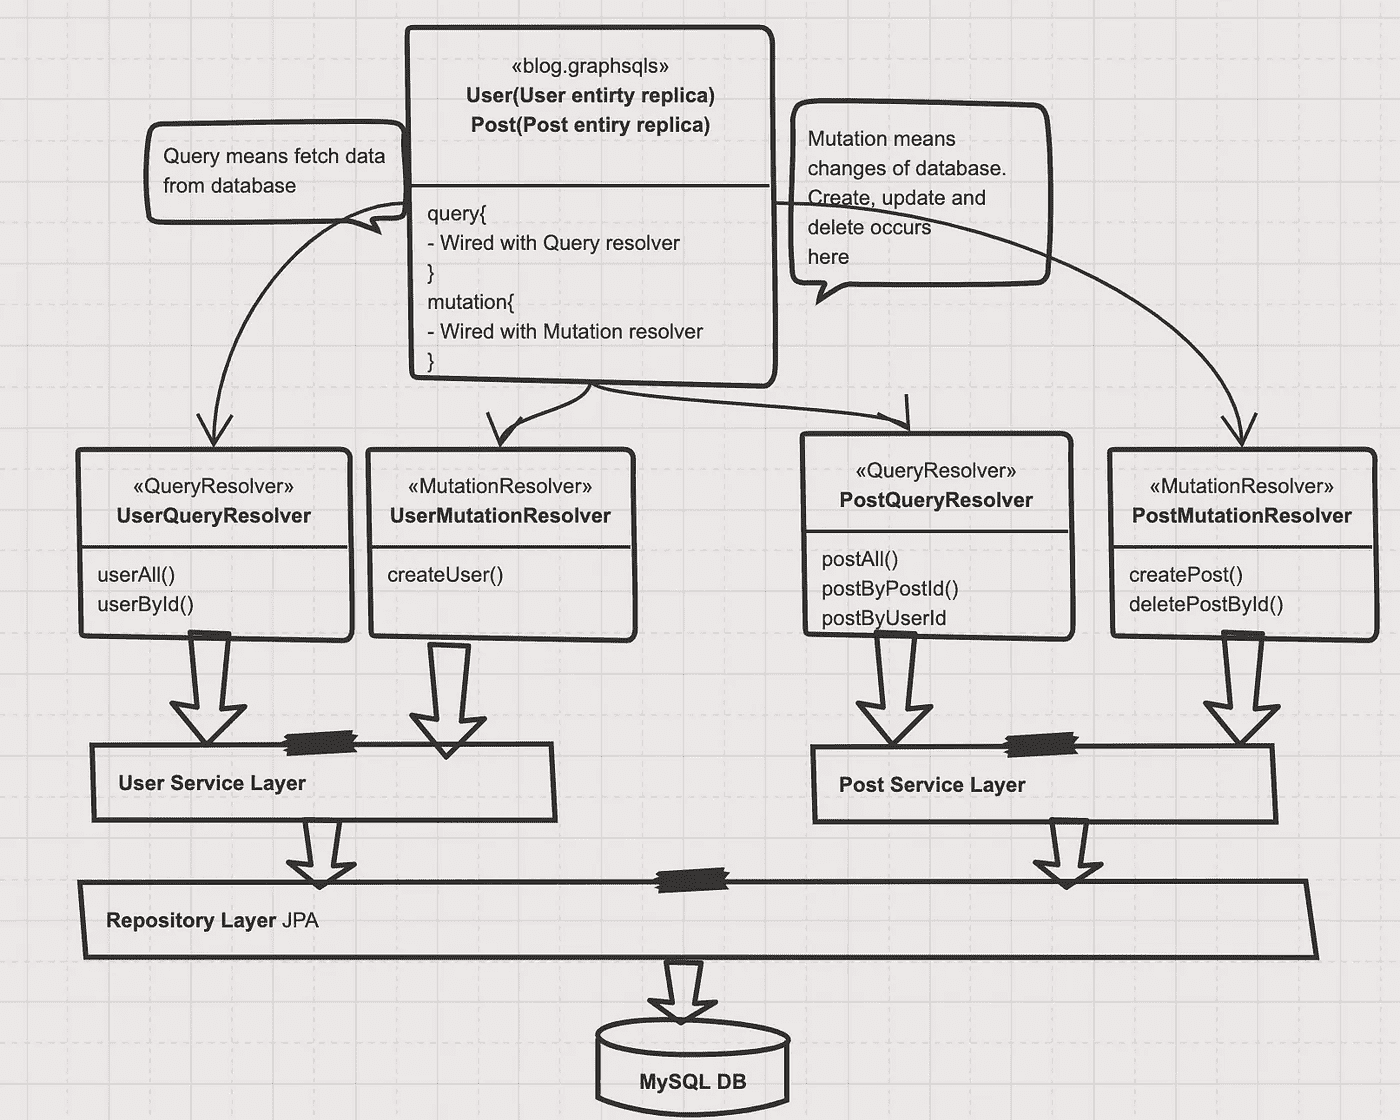 «blog.graphsqls»
User(User entirty replica)
Post(Post entiry replica)
Query means fetch data
from database
Mutation means
changes of database.
Create, update and
delete occurs
here
query{
- Wired with Query resolver
}
mutation{
- Wired with Mutation resolver
}
«QueryResolver»
UserQueryResolver
userAll()
userById()
«MutationResolver»
UserMutationResolver
createUser()
«QueryResolver»
PostQueryResolver
postAll()
postByPostId()
postByUserId
«MutationResolver»
PostMutationResolver
createPost()
deletePostById()
User Service Layer
Post Service Layer
Repository Layer JPA
MySQL DB